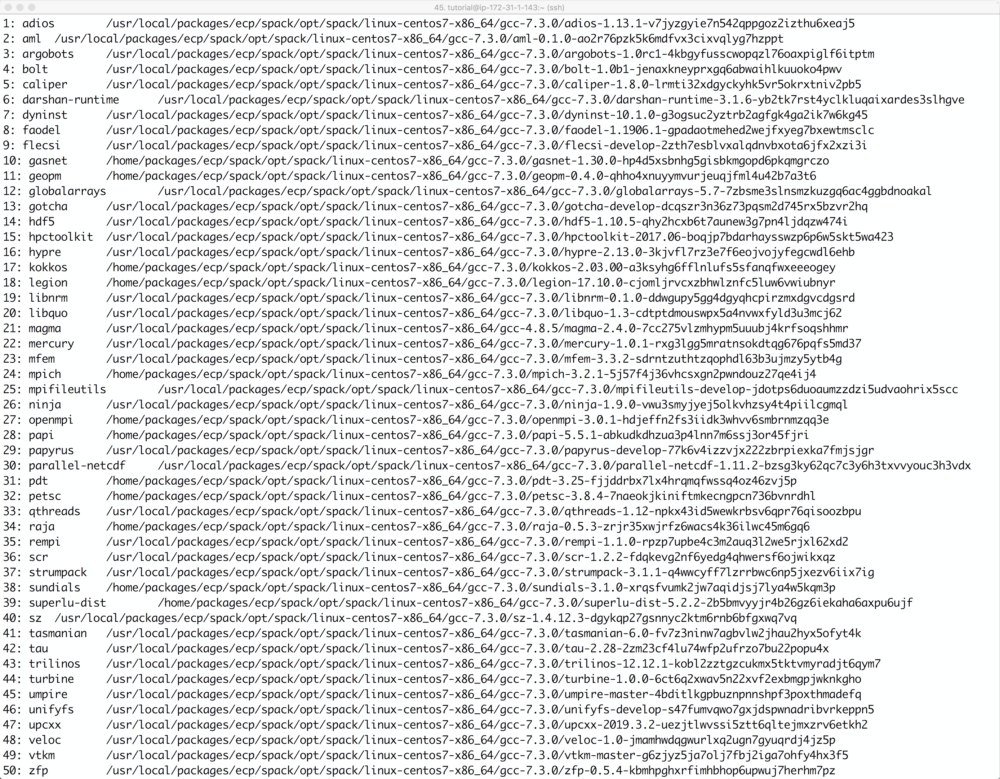 45. tutorial@ip-172-31-1-143:~ (ssh)
1: adios /usr/local/packages/ecp/spack/opt/spack/linux-centos7-x86_64/gcc-7.3.0/adios-1.13.1-v7jyzgyie7n542qppgoz2izthu6xeaj5
2: aml /usr/local/packages/ecp/spack/opt/spack/linux-centos7-x86_64/gcc-7.3.0/aml-0.1.0-ao2r76pzk5k6mdfvx3cixvqlyg7hzppt
3: argobots /usr/local/packages/ecp/spack/opt/spack/linux-centos7-x86_64/gcc-7.3.0/argobots-1.0rc1-4kbgyfusscwopqzl76oaxpiglf6itptm
4: bolt /usr/local/packages/ecp/spack/opt/spack/linux-centos7-x86_64/gcc-7.3.0/bolt-1.0b1-jenaxkneyprxgq6abwaihlkuuoko4pwv
5: caliper /usr/local/packages/ecp/spack/opt/spack/linux-centos7-x86_64/gcc-7.3.0/caliper-1.8.0-lrmti32xdgyckyhk5vr5okrxtniv2pb5
6: darshan-runtime /usr/local/packages/ecp/spack/opt/spack/linux-centos7-x86_64/gcc-7.3.0/darshan-runtime-3.1.6-yb2tk7rst4yclkluqaixardes3slhgve
7: dyninst /usr/local/packages/ecp/spack/opt/spack/linux-centos7-x86_64/gcc-7.3.0/dyninst-10.1.0-g3ogsuc2yztrb2agfgk4ga2ik7w6kg45
8: faodel /usr/local/packages/ecp/spack/opt/spack/linux-centos7-x86_64/gcc-7.3.0/faodel-1.1906.1-gpadaotmehed2wejfxyeg7bxewtmsclc
9: flecsi /usr/local/packages/ecp/spack/opt/spack/linux-centos7-x86_64/gcc-7.3.0/flecsi-develop-2zth7esblvxalqdnvbxota6jfx2xzi3i
10: gasnet /home/packages/ecp/spack/opt/spack/linux-centos7-x86_64/gcc-7.3.0/gasnet-1.30.0-hp4d5xsbnhg5gisbkmgopd6pkqmgrczo
11: geopm /home/packages/ecp/spack/opt/spack/linux-centos7-x86_64/gcc-7.3.0/geopm-0.4.0-qhho4xnuyymvurjeuqjfml4u42b7a3t6
12: globalarrays /usr/local/packages/ecp/spack/opt/spack/linux-centos7-x86_64/gcc-7.3.0/globalarrays-5.7-7zbsme3slnsmzkuzgq6ac4ggbdnoakal
13: gotcha /usr/local/packages/ecp/spack/opt/spack/linux-centos7-x86_64/gcc-7.3.0/gotcha-develop-dcqszr3n36z73pqsm2d745rx5bzvr2hq
14: hdf5 /usr/local/packages/ecp/spack/opt/spack/linux-centos7-x86_64/gcc-7.3.0/hdf5-1.10.5-qhy2hcxb6t7aunew3g7pn4ljdqzw474i
15: hpctoolkit /usr/local/packages/ecp/spack/opt/spack/linux-centos7-x86_64/gcc-7.3.0/hpctoolkit-2017.06-boqjp7bdarhaysswzp6p6w5skt5wa423
16: hypre /usr/local/packages/ecp/spack/opt/spack/linux-centos7-x86_64/gcc-7.3.0/hypre-2.13.0-3kjvfl7rz3e7f6eojvojyfegcwdl6ehb
17: kokkos /home/packages/ecp/spack/opt/spack/linux-centos7-x86_64/gcc-7.3.0/kokkos-2.03.00-a3ksyhg6fflnlufs5sfanqfwxeeeogey
18: legion /home/packages/ecp/spack/opt/spack/linux-centos7-x86_64/gcc-7.3.0/legion-17.10.0-cjomljrvcxzbhwlznfc5luw6vwiubnyr
19: libnrm /usr/local/packages/ecp/spack/opt/spack/linux-centos7-x86_64/gcc-7.3.0/libnrm-0.1.0-ddwgupy5gg4dgyqhcpirzmxdgvcdgsrd
20: libquo /usr/local/packages/ecp/spack/opt/spack/linux-centos7-x86_64/gcc-7.3.0/libquo-1.3-cdtptdmouswpx5a4nvwxfyld3u3mcj62
21: magma /usr/local/packages/ecp/spack/opt/spack/linux-centos7-x86_64/gcc-4.8.5/magma-2.4.0-7cc275vlzmhypm5uuubj4krfsoqshhmr
22: mercury /usr/local/packages/ecp/spack/opt/spack/linux-centos7-x86_64/gcc-7.3.0/mercury-1.0.1-rxg3lgg5mratnsokdtqg676pqfs5md37
23: mfem /usr/local/packages/ecp/spack/opt/spack/linux-centos7-x86_64/gcc-7.3.0/mfem-3.3.2-sdrntzuthtzqophdl63b3ujmzy5ytb4g
24: mpich /home/packages/ecp/spack/opt/spack/linux-centos7-x86_64/gcc-7.3.0/mpich-3.2.1-5j57f4j36vhcsxgn2pwndouz27qe4ij4
25: mpifileutils /usr/local/packages/ecp/spack/opt/spack/linux-centos7-x86_64/gcc-7.3.0/mpifileutils-develop-jdotps6duoaumzzdzi5udvaohrix5scc
26: ninja /usr/local/packages/ecp/spack/opt/spack/linux-centos7-x86_64/gcc-7.3.0/ninja-1.9.0-vwu3smyjyej5olkvhzsy4t4piilcgmql
27: openmpi /home/packages/ecp/spack/opt/spack/linux-centos7-x86_64/gcc-7.3.0/openmpi-3.0.1-hdjeffn2fs3iidk3whvv6smbrnmzqq3e
28: papi /home/packages/ecp/spack/opt/spack/linux-centos7-x86_64/gcc-7.3.0/papi-5.5.1-abkudkdhzua3p4lnn7m6ssj3or45fjri
29: papyrus /usr/local/packages/ecp/spack/opt/spack/linux-centos7-x86_64/gcc-7.3.0/papyrus-develop-77k6v4izzvjx222zbrpiexka7fmjsjgr
30: parallel-netcdf /usr/local/packages/ecp/spack/opt/spack/linux-centos7-x86_64/gcc-7.3.0/parallel-netcdf-1.11.2-bzsg3ky62qc7c3y6h3txvvyouc3h3vdx
31: pdt /home/packages/ecp/spack/opt/spack/linux-centos7-x86_64/gcc-7.3.0/pdt-3.25-fjjddrbx7lx4hrqmqfwssq4oz46zvj5p
32: petsc /home/packages/ecp/spack/opt/spack/linux-centos7-x86_64/gcc-7.3.0/petsc-3.8.4-7naeokjkiniftmkecngpcn736bvnrdhl
33: qthreads /usr/local/packages/ecp/spack/opt/spack/linux-centos7-x86_64/gcc-7.3.0/qthreads-1.12-npkx43id5wewkrbsv6qpr76qisoozbpu
34: raja /home/packages/ecp/spack/opt/spack/linux-centos7-x86_64/gcc-7.3.0/raja-0.5.3-zrjr35xwjrfz6wacs4k36ilwc45m6gq6
35: rempi /usr/local/packages/ecp/spack/opt/spack/linux-centos7-x86_64/gcc-7.3.0/rempi-1.1.0-rpzp7upbe4c3m2auq3l2we5rjxl62xd2
36: scr /usr/local/packages/ecp/spack/opt/spack/linux-centos7-x86_64/gcc-7.3.0/scr-1.2.2-fdqkevg2nf6yedg4qhwersf6ojwikxqz
37: strumpack /usr/local/packages/ecp/spack/opt/spack/linux-centos7-x86_64/gcc-7.3.0/strumpack-3.1.1-q4wwcyff7lzrrbwc6np5jxezv6iix7ig
38: sundials /home/packages/ecp/spack/opt/spack/linux-centos7-x86_64/gcc-7.3.0/sundials-3.1.0-xrqsfvumk2jw7aqidjsj7lya4w5kqm3p
39: superlu-dist /home/packages/ecp/spack/opt/spack/linux-centos7-x86_64/gcc-7.3.0/superlu-dist-5.2.2-2b5bmvyyjr4b26gz6iekaha6axpu6ujf
40: sz /usr/local/packages/ecp/spack/opt/spack/linux-centos7-x86_64/gcc-7.3.0/sz-1.4.12.3-dgykqp27gsnnyc2ktm6rnb6bfgxwq7vq
41: tasmanian /usr/local/packages/ecp/spack/opt/spack/linux-centos7-x86_64/gcc-7.3.0/tasmanian-6.0-fv7z3ninw7agbvlw2jhau2hyx5ofyt4k
42: tau /usr/local/packages/ecp/spack/opt/spack/linux-centos7-x86_64/gcc-7.3.0/tau-2.28-2zm23cf4lu74wfp2ufrzo7bu22popu4x
43: trilinos /usr/local/packages/ecp/spack/opt/spack/linux-centos7-x86_64/gcc-7.3.0/trilinos-12.12.1-kobl2zztgzcukmx5tktvmyradjt6qym7
44: turbine /usr/local/packages/ecp/spack/opt/spack/linux-centos7-x86_64/gcc-7.3.0/turbine-1.0.0-6ct6q2xwav5n22xvf2exbmgpjwknkgho
45: umpire /usr/local/packages/ecp/spack/opt/spack/linux-centos7-x86_64/gcc-7.3.0/umpire-master-4bditlkgpbuznpnnshpf3poxthmadefq
46: unifyfs /usr/local/packages/ecp/spack/opt/spack/linux-centos7-x86_64/gcc-7.3.0/unifyfs-develop-s47fumvqwo7gxjdspwnadribvrkeppn5
47: upcxx /usr/local/packages/ecp/spack/opt/spack/linux-centos7-x86_64/gcc-7.3.0/upcxx-2019.3.2-uezjtlwvssi5ztt6qltejmxzrv6etkh2
48: veloc /usr/local/packages/ecp/spack/opt/spack/linux-centos7-x86_64/gcc-7.3.0/veloc-1.0-jmamhwdqgwurlxq2ugn7gyuqrdj4jz5p
49: vtkm /usr/local/packages/ecp/spack/opt/spack/linux-centos7-x86_64/gcc-7.3.0/vtkm-master-g6zjyz5ja7olj7fbj2iga7ohfy4hx3f5
50: zfp /usr/local/packages/ecp/spack/opt/spack/linux-centos7-x86_64/gcc-7.3.0/zfp-0.5.4-kbmhpghxrfimhbhop6upwuj7herhm7pz